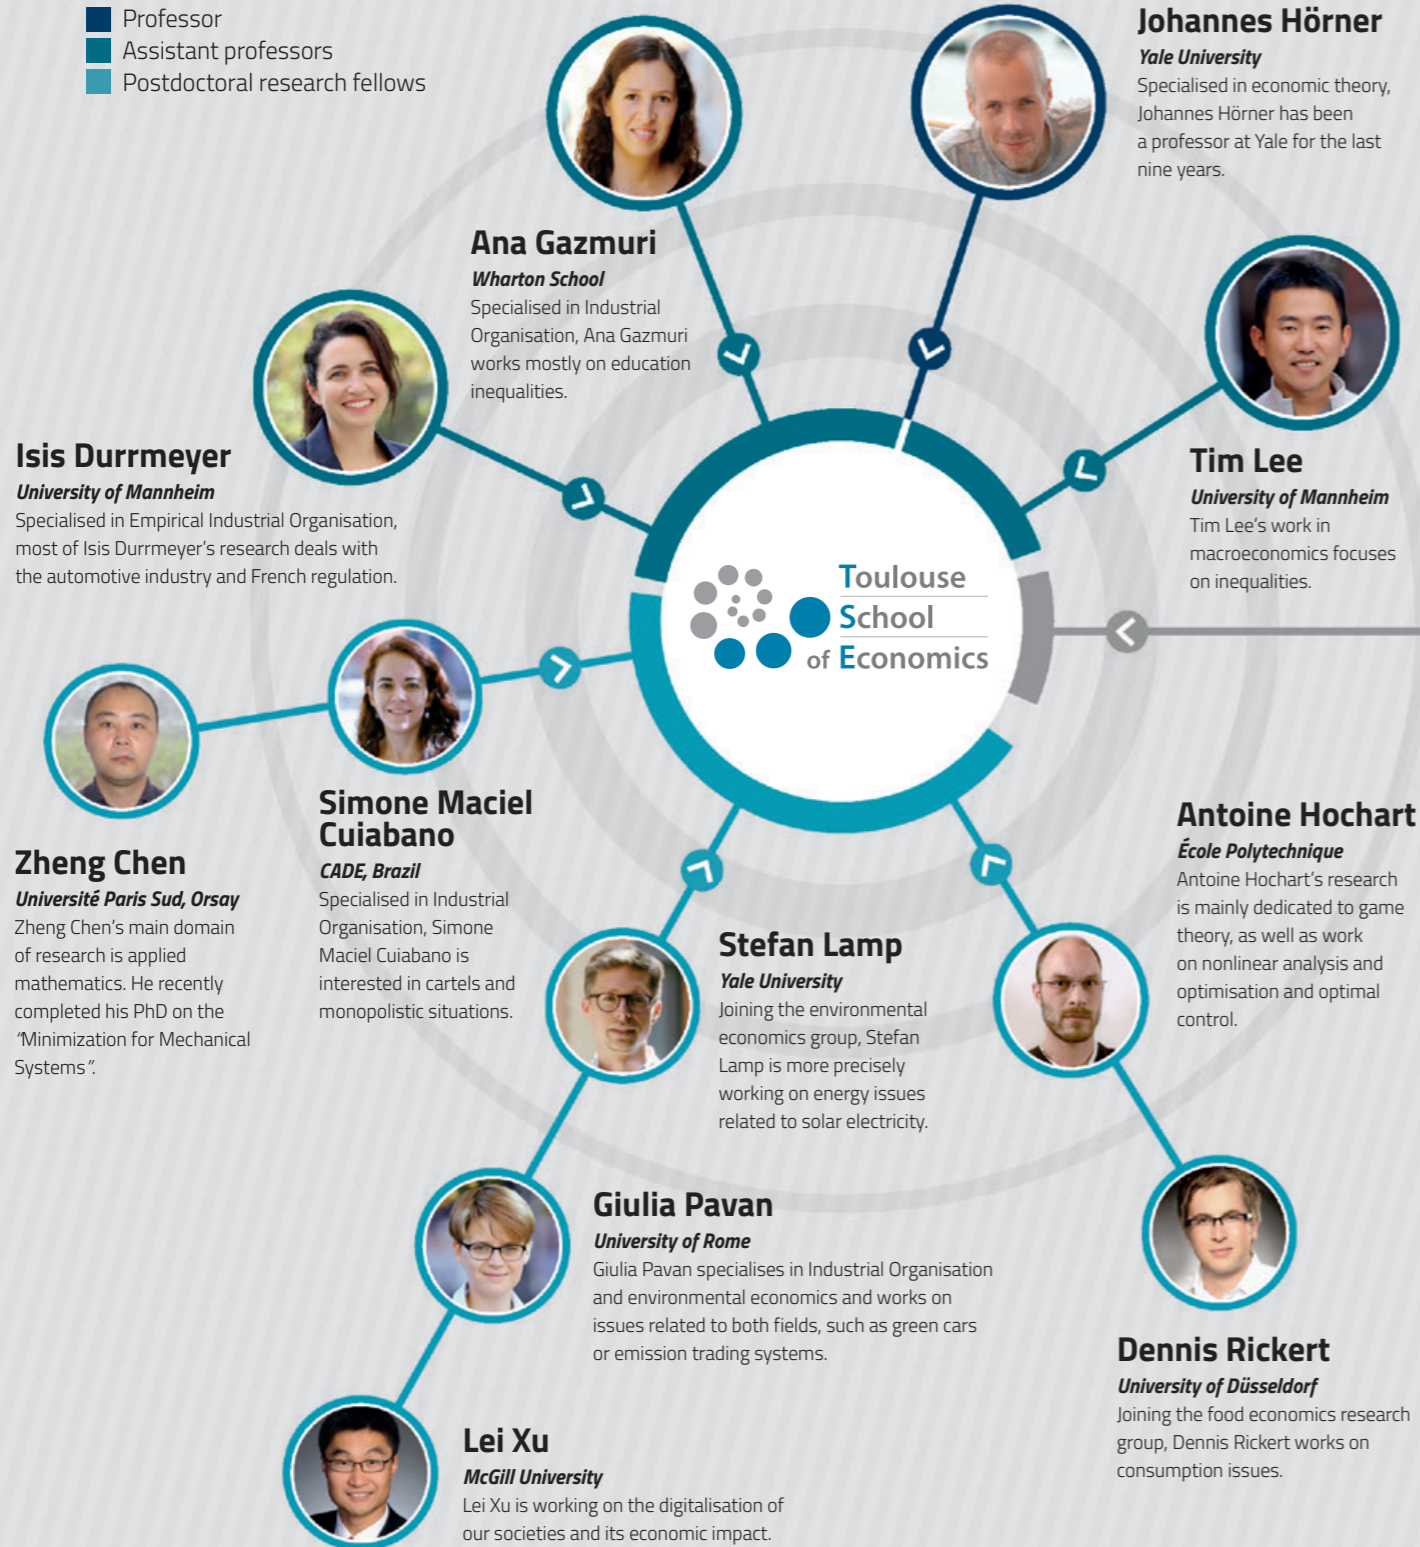 Professor
Assistant professors
Postdoctoral research fellows
Johannes Hörner
Yale University
Specialised in economic theory,
Johannes Hörner has been
a professor at Yale for the last
nine years.
Ana Gazmuri
Wharton School
Specialised in Industrial
Organisation, Ana Gazmuri
works mostly on education
inequalities.
Isis Durrmeyer
University of Mannheim
Specialised in Empirical Industrial Organisation,
most of Isis Durrmeyer's research deals with
the automotive industry and French regulation.
Tim Lee
University of Mannheim
Tim Lee's work in
macroeconomics focuses
on inequalities.
Toulouse
School
of Economics
Zheng Chen
Université Paris Sud, Orsay
Zheng Chen's main domain
of research is applied
mathematics. He recently
completed his PhD on the
"Minimization for Mechanical
Systems".
Simone Maciel
Cuiabano
CADE, Brazil
Specialised in Industrial
Organisation, Simone
Maciel Cuiabano is
interested in cartels and
monopolistic situations.
Stefan Lamp
Yale University
Joining the environmental
economics group, Stefan
Lamp is more precisely
working on energy issues
related to solar electricity.
Antoine Hochart
École Polytechnique
Antoine Hochart's research
is mainly dedicated to game
theory, as well as work
on nonlinear analysis and
optimisation and optimal
control.
Giulia Pavan
University of Rome
Giulia Pavan specialises in Industrial Organisation
and environmental economics and works on
issues related to both fields, such as green cars
or emission trading systems.
Dennis Rickert
University of Düsseldorf
Joining the food economics research
group, Dennis Rickert works on
consumption issues.
Lei Xu
McGill University
Lei Xu is working on the digitalisation of
our societies and its economic impact.